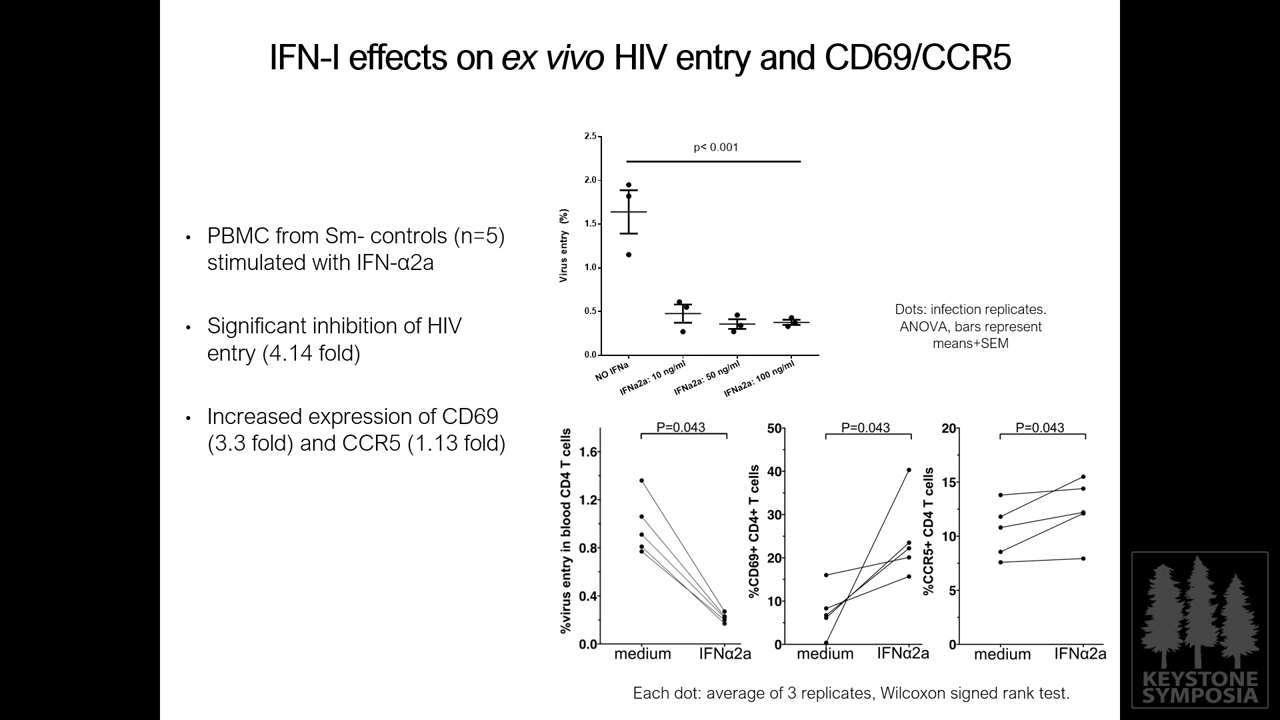 IFN-I effects on ex vivo HIV entry and CD69/CCR5
• PBMC from Sm- controls (n=5)
stimulated with IFN-α2a
• Significant inhibition of HIV
entry (4.14 fold)
• Increased expression of CD69
(3.3 fold) and CCR5 (1.13 fold)
Virus entry (%)
2.5
2.0
1.5
1.0
0.5
0.0
p< 0.001
NO IFNa
IFNa2a: 10 ng/ml
IFNa2a: 50 ng/ml
IFNa2a: 100 ng/ml
Dots: infection replicates.
ANOVA, bars represent
means+SEM
%virus entry in blood CD4 T cells
1.6
1.2
0.8
0.4
0.0
P=0.043
medium
IFNα2a
%CD69+ CD4+ T cells
50
40
30
20
10
0
P=0.043
medium
IFNα2a
%CCR5+ CD4 T cells
20
15
10
5
0
P=0.043
medium
IFNα2a
Each dot: average of 3 replicates, Wilcoxon signed rank test.
KEYSTONE
SYMPOSIA